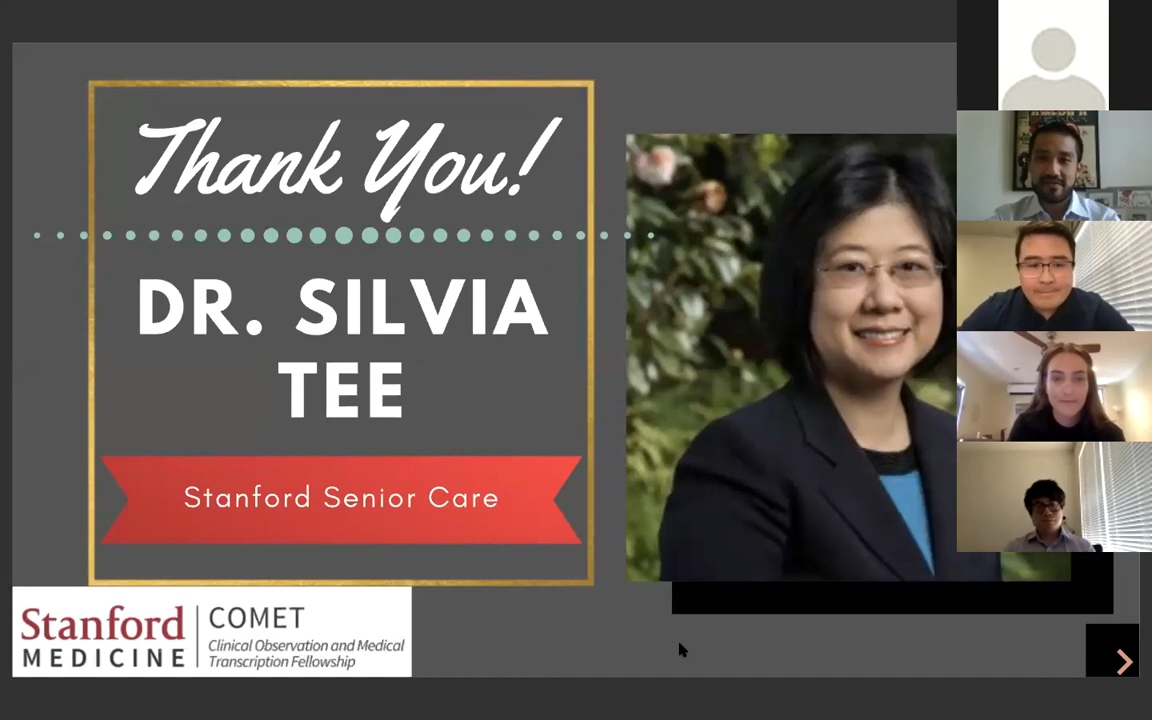 Thank You!
DR. SILVIA
TEE
Stanford Senior Care
Stanford
MEDICINE
COMET
Clinical Observation and Medical
Transcription Fellowship